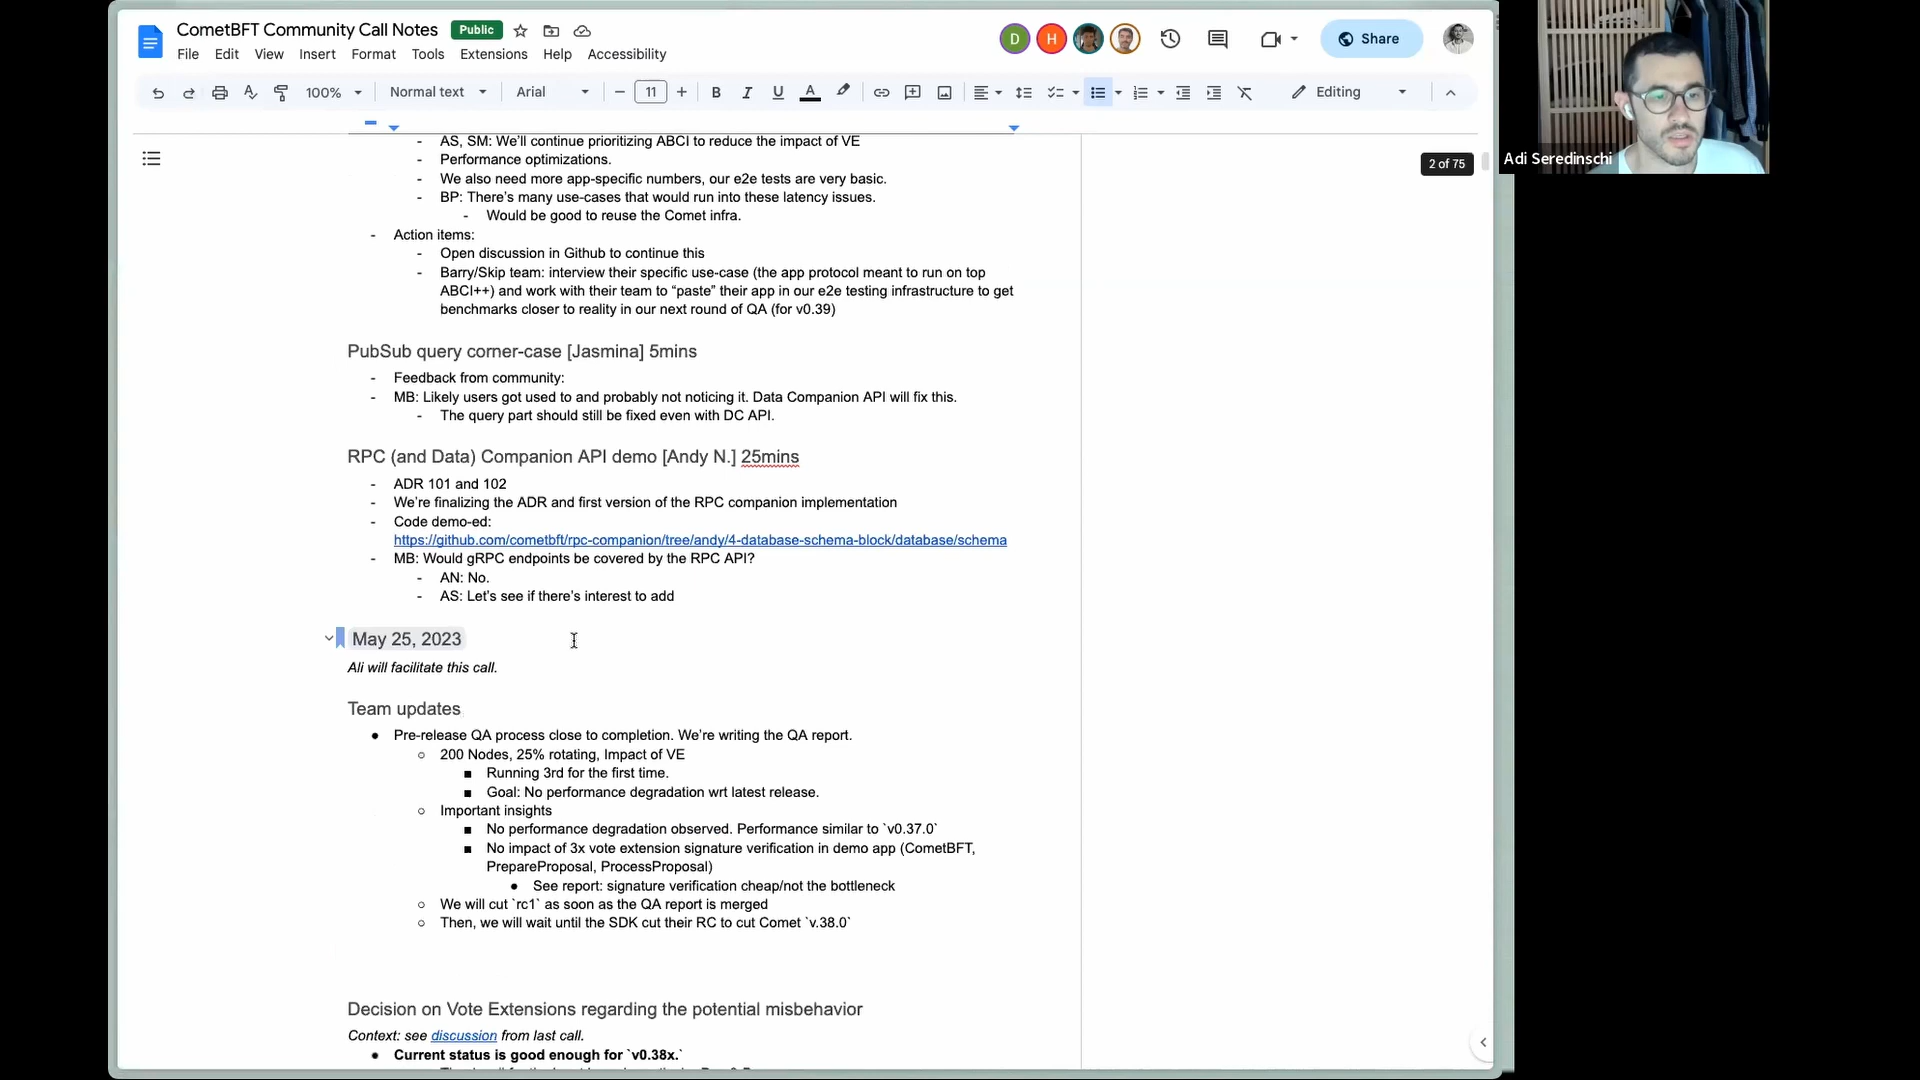 CometBFT Community Call Notes Public
File Edit View Insert Format Tools Extensions Help Accessibility
D H Share
100% Normal text Arial 11 B I U A Editing
AS, SM: We'll continue prioritizing ABCI to reduce the impact of VE
Performance optimizations.
We also need more app-specific numbers, our e2e tests are very basic.
BP: There's many use-cases that would run into these latency issues.
Would be good to reuse the Comet infra.
Action items:
Open discussion in Github to continue this
Barry/Skip team: interview their specific use-case (the app protocol meant to run on top
ABCI++) and work with their team to “paste” their app in our e2e testing infrastructure to get
benchmarks closer to reality in our next round of QA (for v0.39)
PubSub query corner-case [Jasmina] 5mins
Feedback from community:
MB: Likely users got used to and probably not noticing it. Data Companion API will fix this.
The query part should still be fixed even with DC API.
RPC (and Data) Companion API demo [Andy N.] 25mins
ADR 101 and 102
We're finalizing the ADR and first version of the RPC companion implementation
Code demo-ed:
https://github.com/cometbft/rpc-companion/tree/andy/4-database-schema-block/database/schema
MB: Would gRPC endpoints be covered by the RPC API?
AN: No.
AS: Let's see if there's interest to add
May 25, 2023
Ali will facilitate this call.
Team updates
Pre-release QA process close to completion. We're writing the QA report.
200 Nodes, 25% rotating, Impact of VE
Running 3rd for the first time.
Goal: No performance degradation wrt latest release.
Important insights
No performance degradation observed. Performance similar to `v0.37.0`
No impact of 3x vote extension signature verification in demo app (CometBFT,
PrepareProposal, ProcessProposal)
See report: signature verification cheap/not the bottleneck
We will cut `rc1` as soon as the QA report is merged
Then, we will wait until the SDK cut their RC to cut Comet `v.38.0`
Decision on Vote Extensions regarding the potential misbehavior
Context: see discussion from last call.
Current status is good enough for `v0.38x.`
2 of 75
Adi Seredinschi